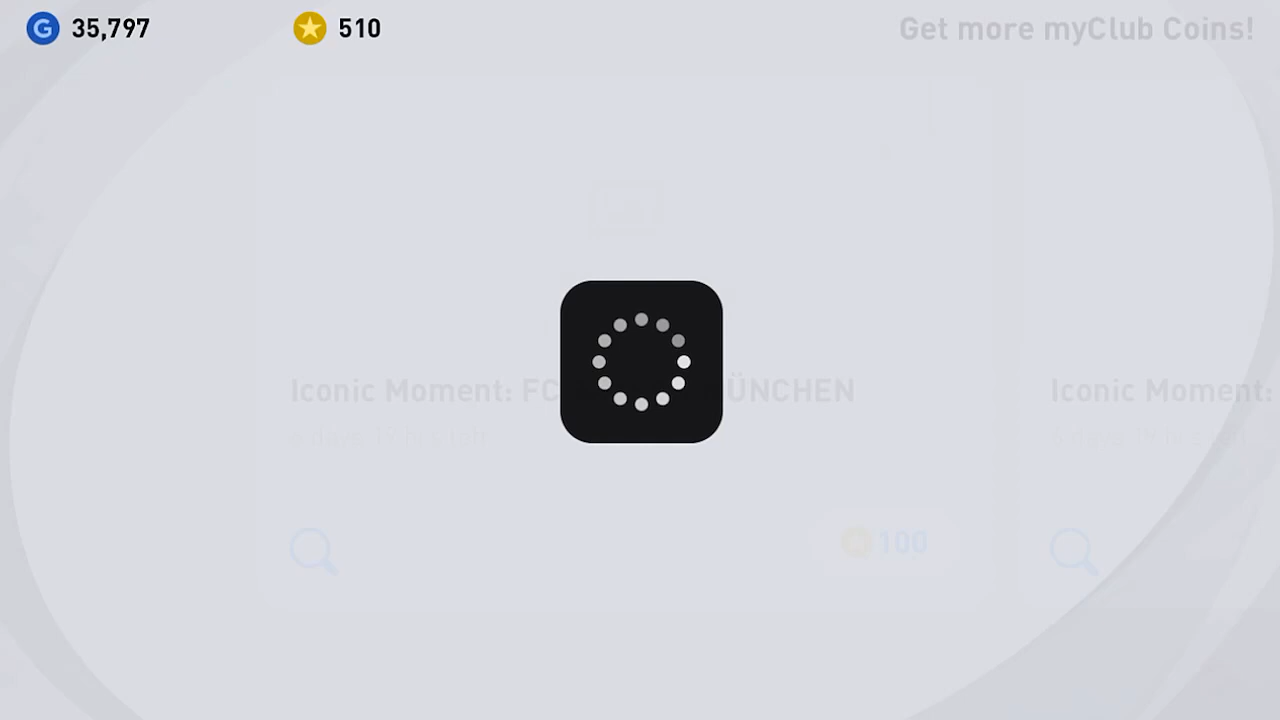 G 35,797
510
Get more myClub Coins!
Iconic Moment: FC
ÜNCHEN
Iconic Moment:
100